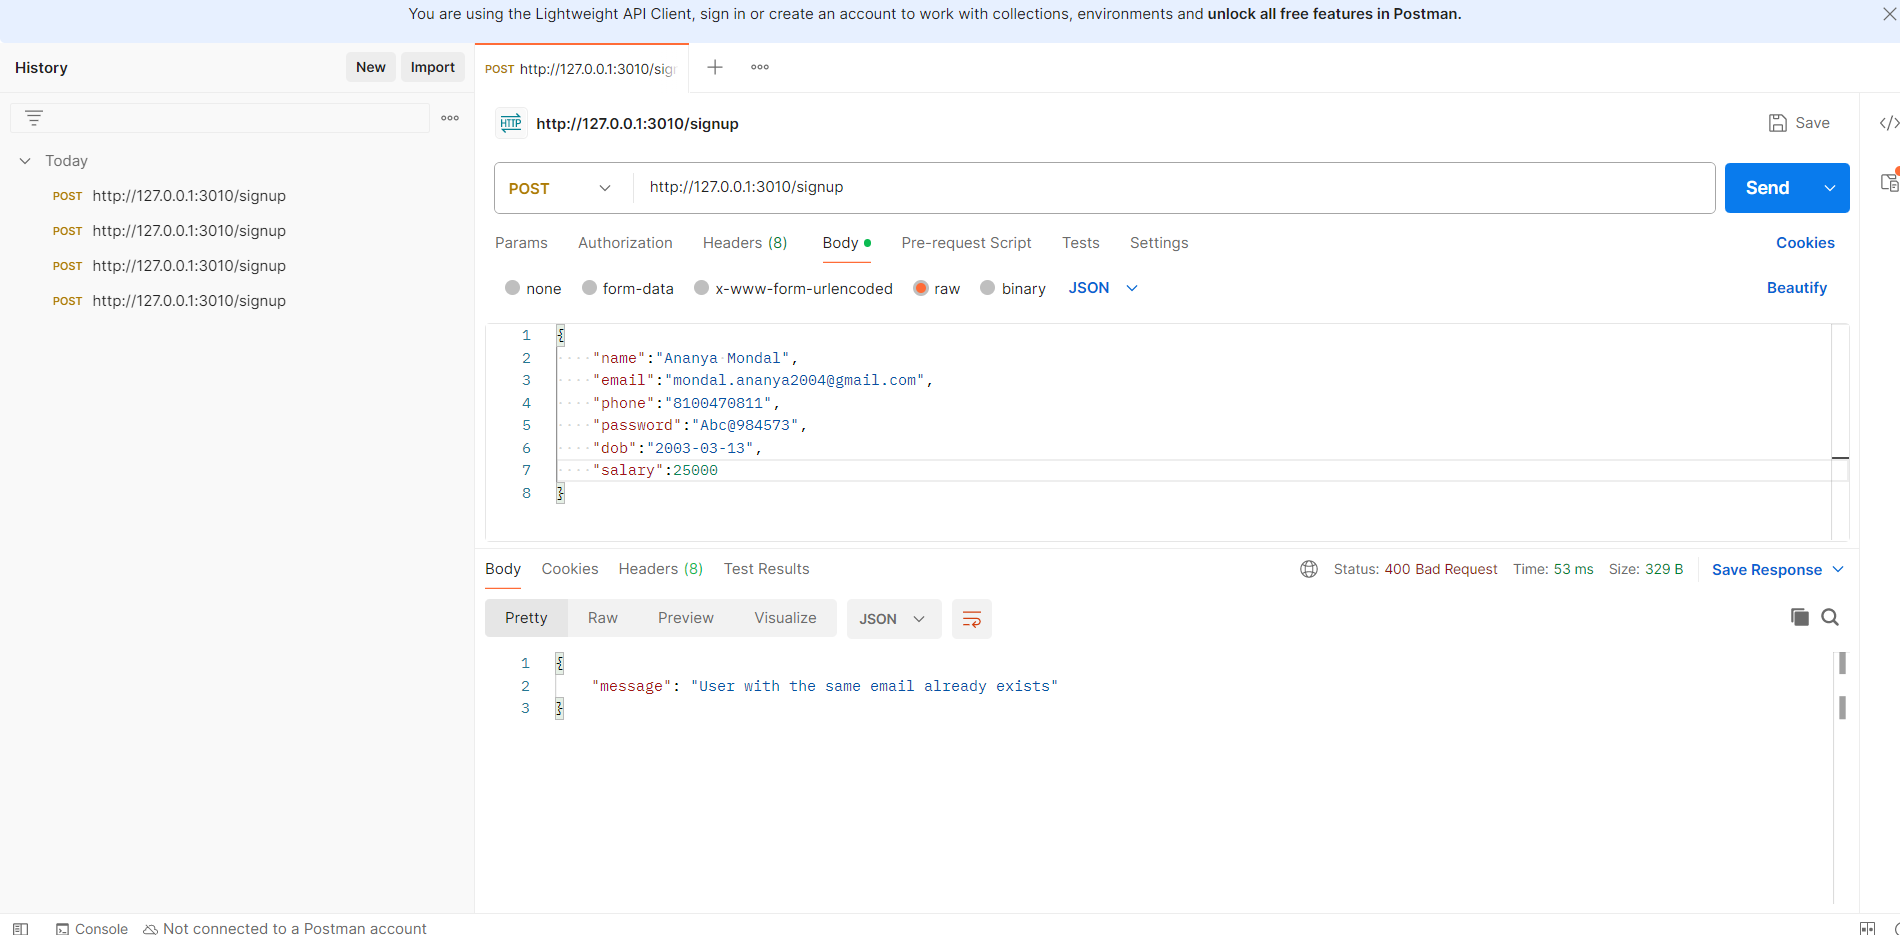 You are using the Lightweight API Client, sign in or create an account to work with collections, environments and unlock all free features in Postman.
History
New
Import
POST http://127.0.0.1:3010/sig
Today
POST http://127.0.0.1:3010/signup
POST http://127.0.0.1:3010/signup
POST http://127.0.0.1:3010/signup
POST http://127.0.0.1:3010/signup
HTTP
http://127.0.0.1:3010/signup
Save
</>
POST
http://127.0.0.1:3010/signup
Send
Params Authorization Headers (8) Body Pre-request Script Tests Settings Cookies
none form-data x-www-form-urlencoded raw binary JSON Beautify
1 {
2 "name":"Ananya Mondal",
3 "email":"mondal.ananya2004@gmail.com",
4 "phone":"8100470811",
5 "password":"Abc@984573",
6 "dob":"2003-03-13",
7 "salary":25000
8 }
Body Cookies Headers (8) Test Results Status: 400 Bad Request Time: 53 ms Size: 329 B Save Response
Pretty Raw Preview Visualize JSON
1 {
2 "message": "User with the same email already exists"
3 }
Console Not connected to a Postman account